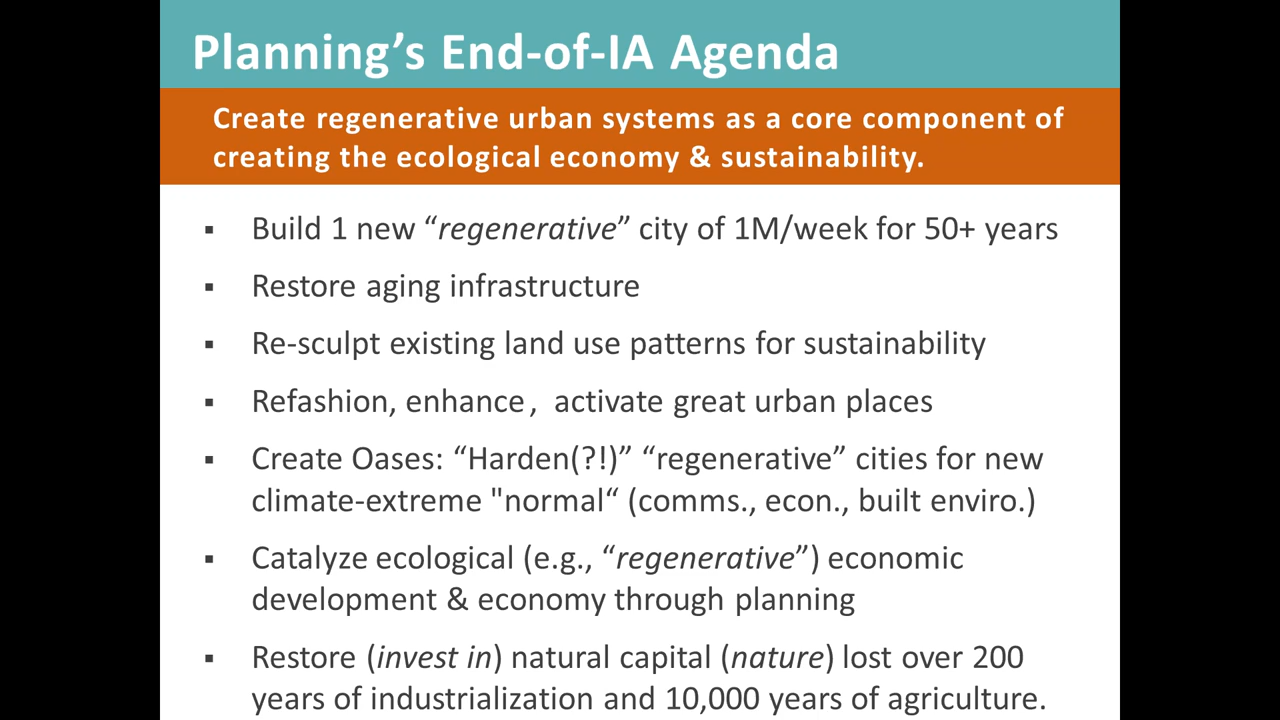 Planning’s End-of-IA Agenda
Create regenerative urban systems as a core component of
creating the ecological economy & sustainability.
▪ Build 1 new “regenerative” city of 1M/week for 50+ years
▪ Restore aging infrastructure
▪ Re-sculpt existing land use patterns for sustainability
▪ Refashion, enhance, activate great urban places
▪ Create Oases: “Harden(?!)” “regenerative” cities for new
climate-extreme "normal“ (comms., econ., built enviro.)
▪ Catalyze ecological (e.g., “regenerative”) economic
development & economy through planning
▪ Restore (invest in) natural capital (nature) lost over 200
years of industrialization and 10,000 years of agriculture.